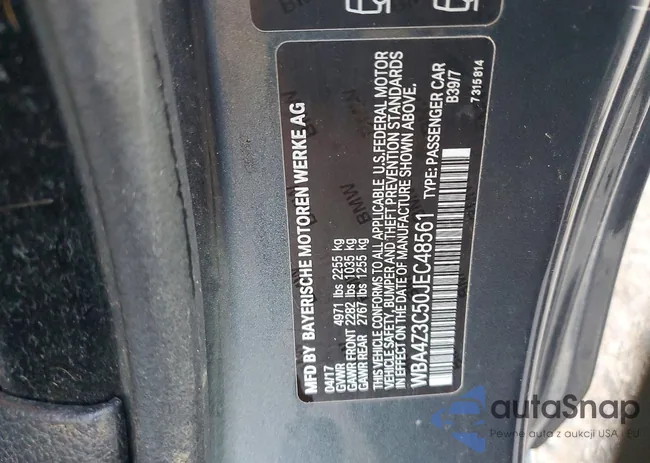 MFD BY BAYERISCHE MOTOREN WERKE AG
04/17
GVWR 4971 lbs 2255 kg
GAWR FRONT 2282 lbs 1035 kg
GAWR REAR 2767 lbs 1255 kg
THIS VEHICLE CONFORMS TO ALL APPLICABLE U.S.FEDERAL MOTOR
VEHICLE SAFETY, BUMPER AND THEFT PREVENTION STANDARDS
IN EFFECT ON THE DATE OF MANUFACTURE SHOWN ABOVE.
WBA4Z3C50JEC48561 TYPE: PASSENGER CAR
B39/7
7 315 814
BMW
autoSnap
Pewne auta z aukcji USA i EU